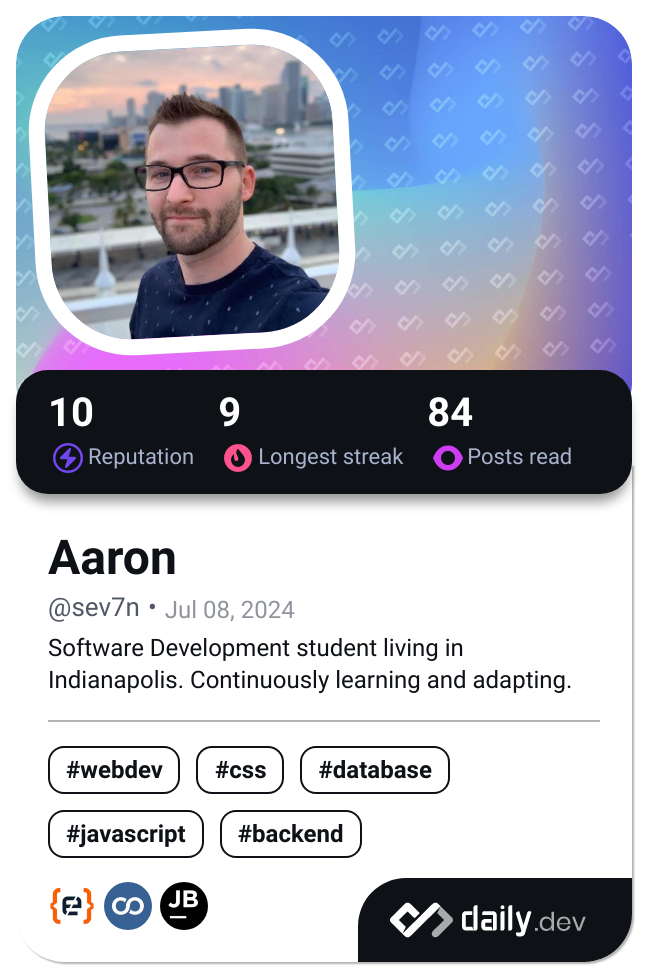 10 9 84
Reputation Longest streak Posts read
Aaron
@sev7n • Jul 08, 2024
Software Development student living in
Indianapolis. Continuously learning and adapting.
#webdev #css #database
#javascript #backend
JB
daily.dev